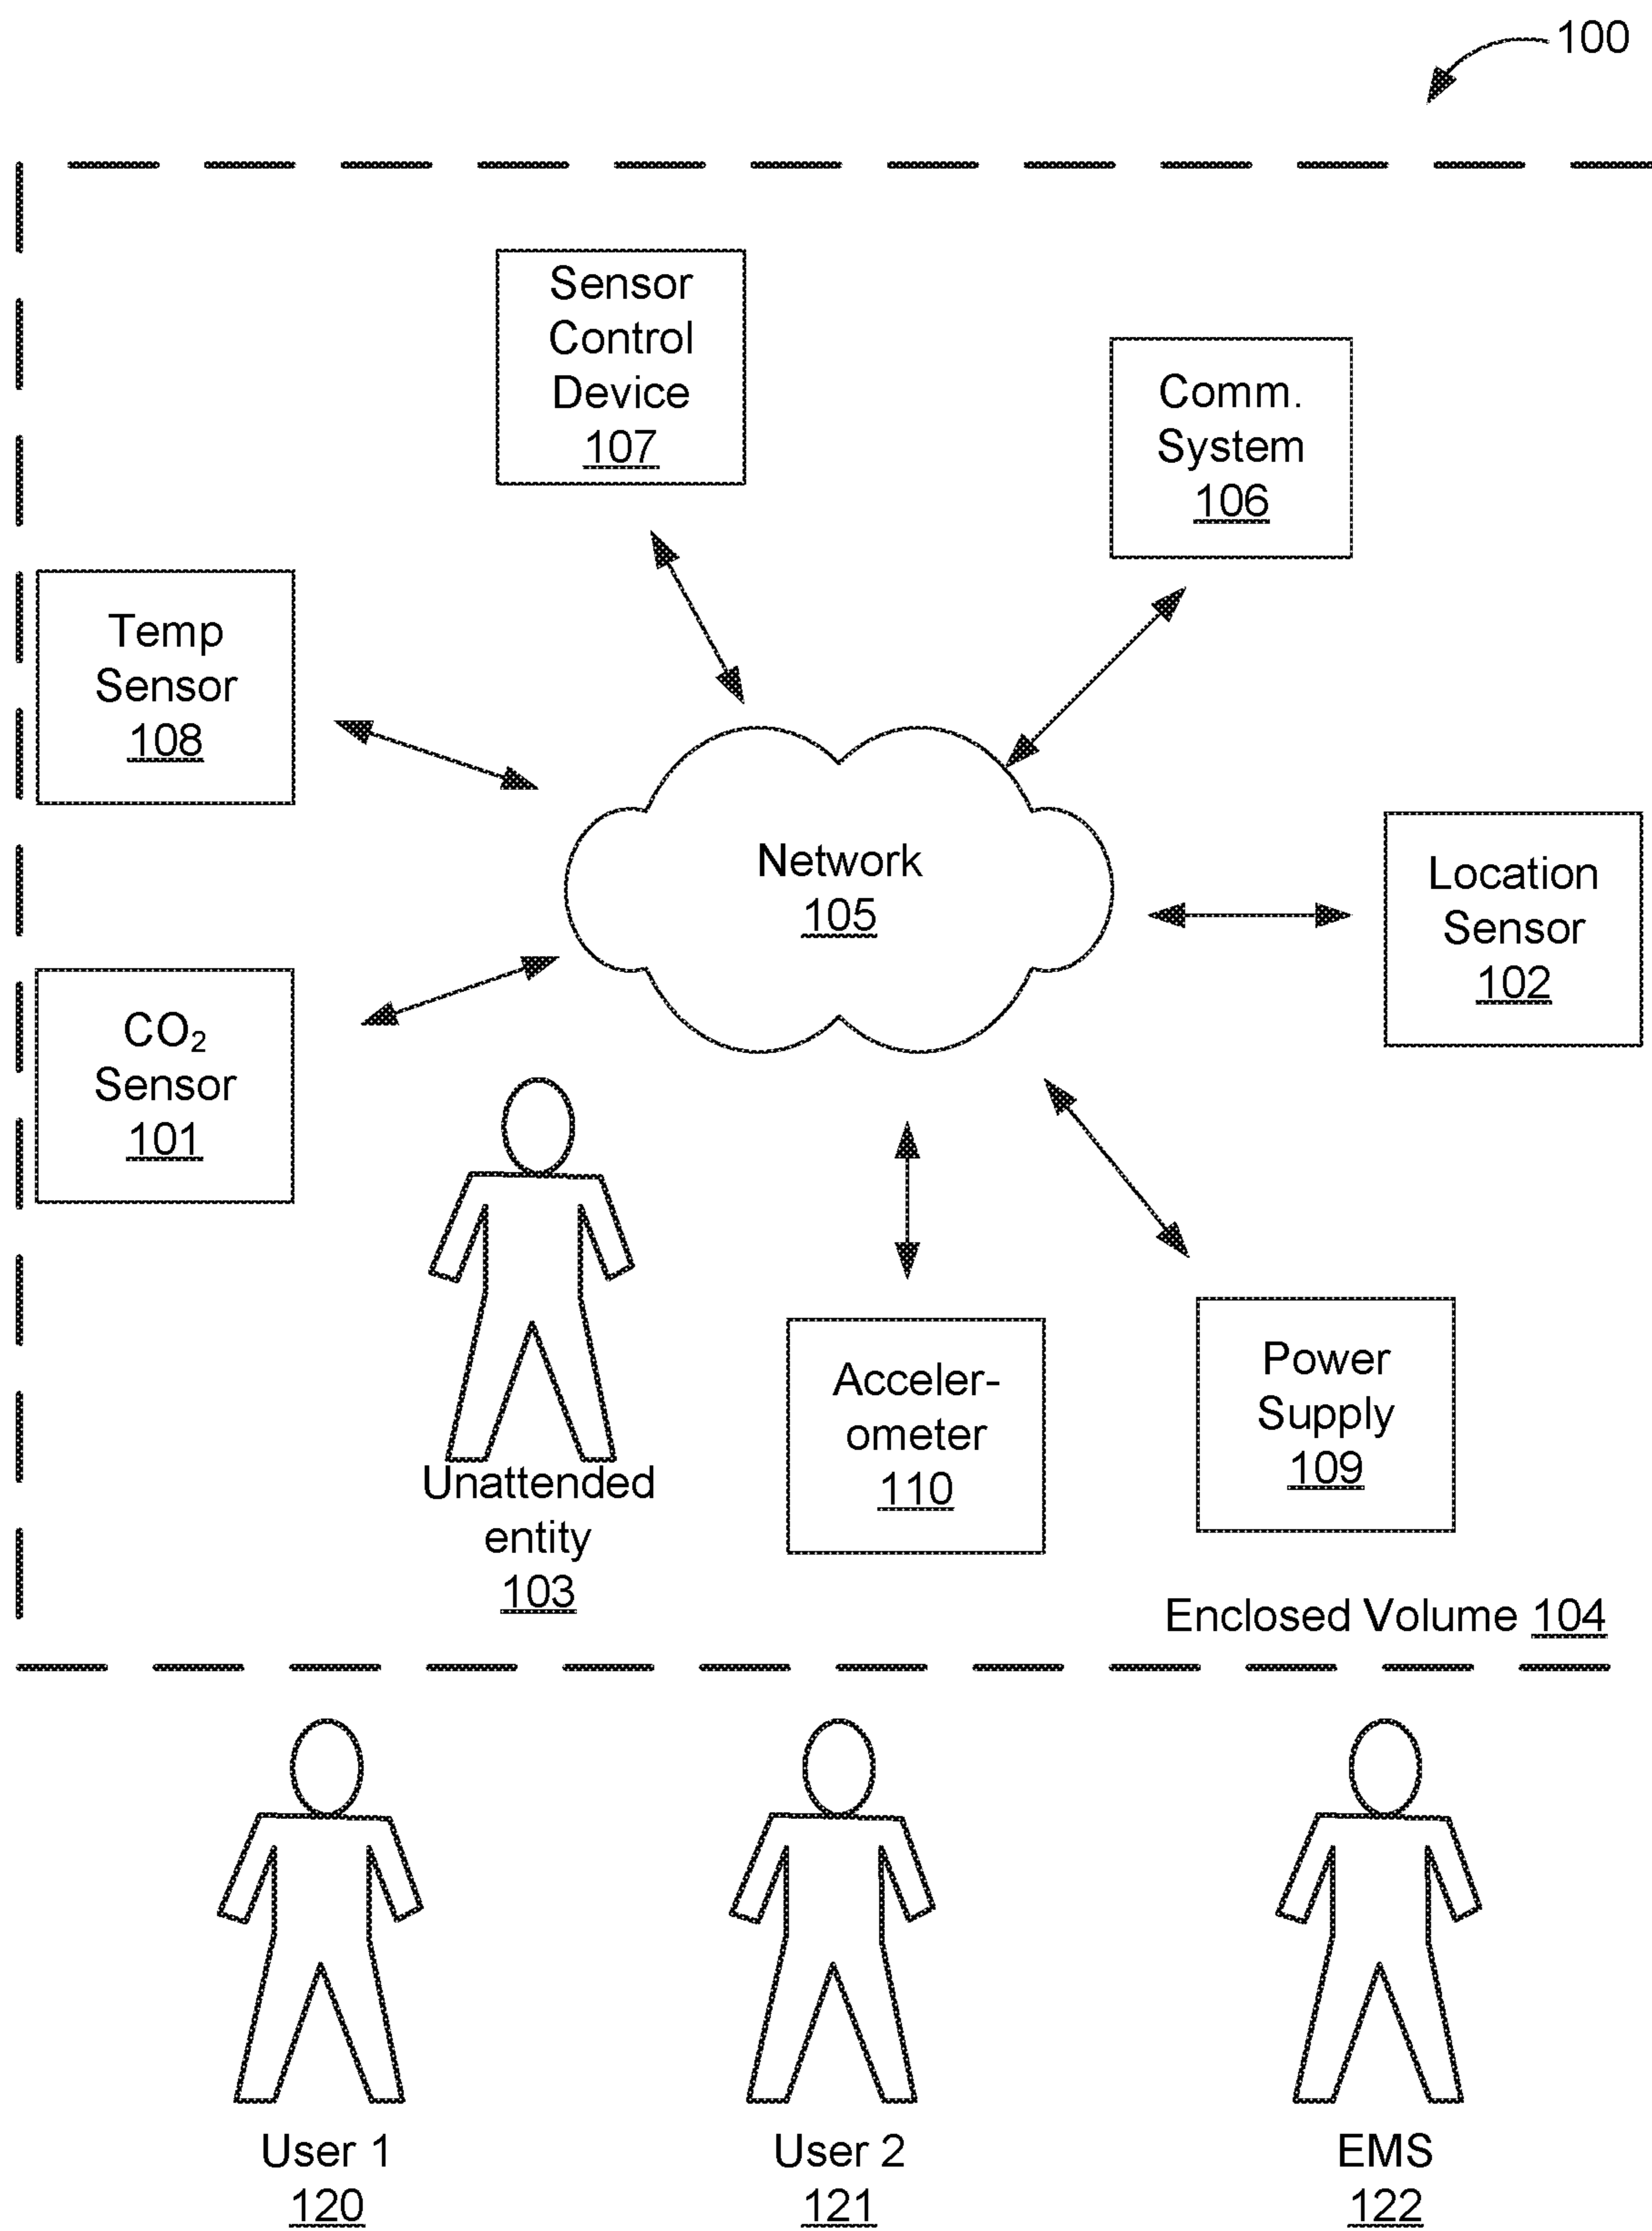 100
Sensor
Control
Device
107
Comm.
System
106
Temp
Sensor
108
Network
105
Location
Sensor
102
CO₂
Sensor
101
Acceler-
ometer
110
Power
Supply
109
Unattended
entity
103
Enclosed Volume 104
User 1
120
User 2
121
EMS
122